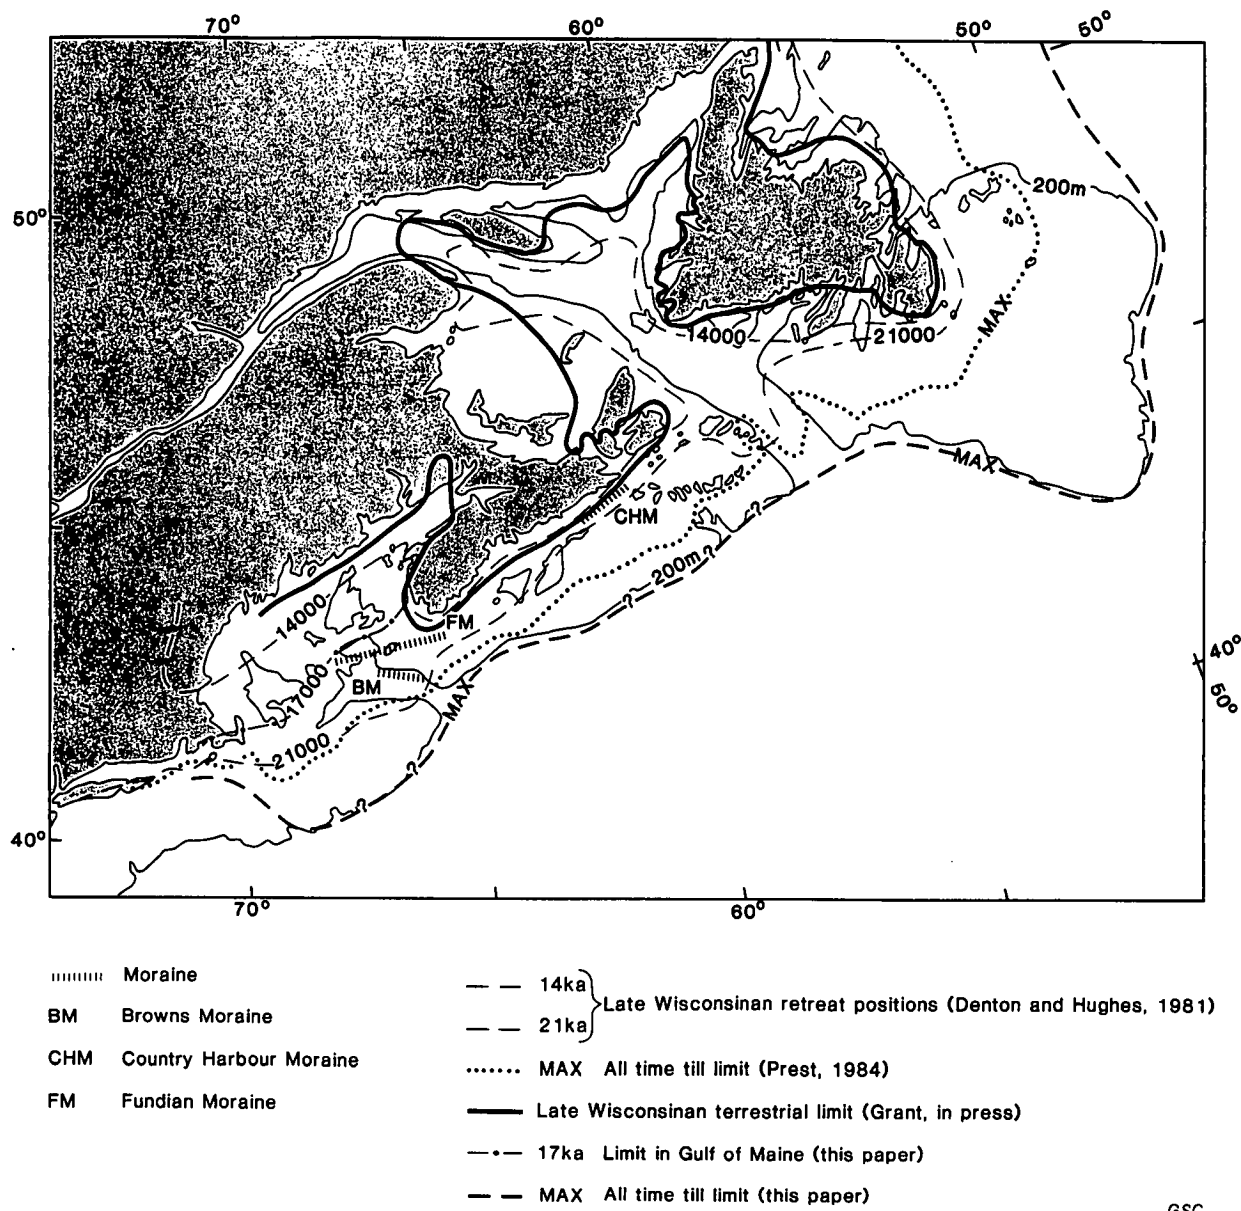 70° 60° 50° 50°
200m
50°
MAX
14000 21000
MAX
CHM
200m ?
?
14000 FM
?
40°
17000 BM
50°
MAX
21000
?
?
40°
70° 60°
Moraine
BM Browns Moraine
CHM Country Harbour Moraine
FM Fundian Moraine
14ka
Late Wisconsinan retreat positions (Denton and Hughes, 1981)
21ka
MAX All time till limit (Prest, 1984)
Late Wisconsinan terrestrial limit (Grant, in press)
17ka Limit in Gulf of Maine (this paper)
MAX All time till limit (this paper)
GSC